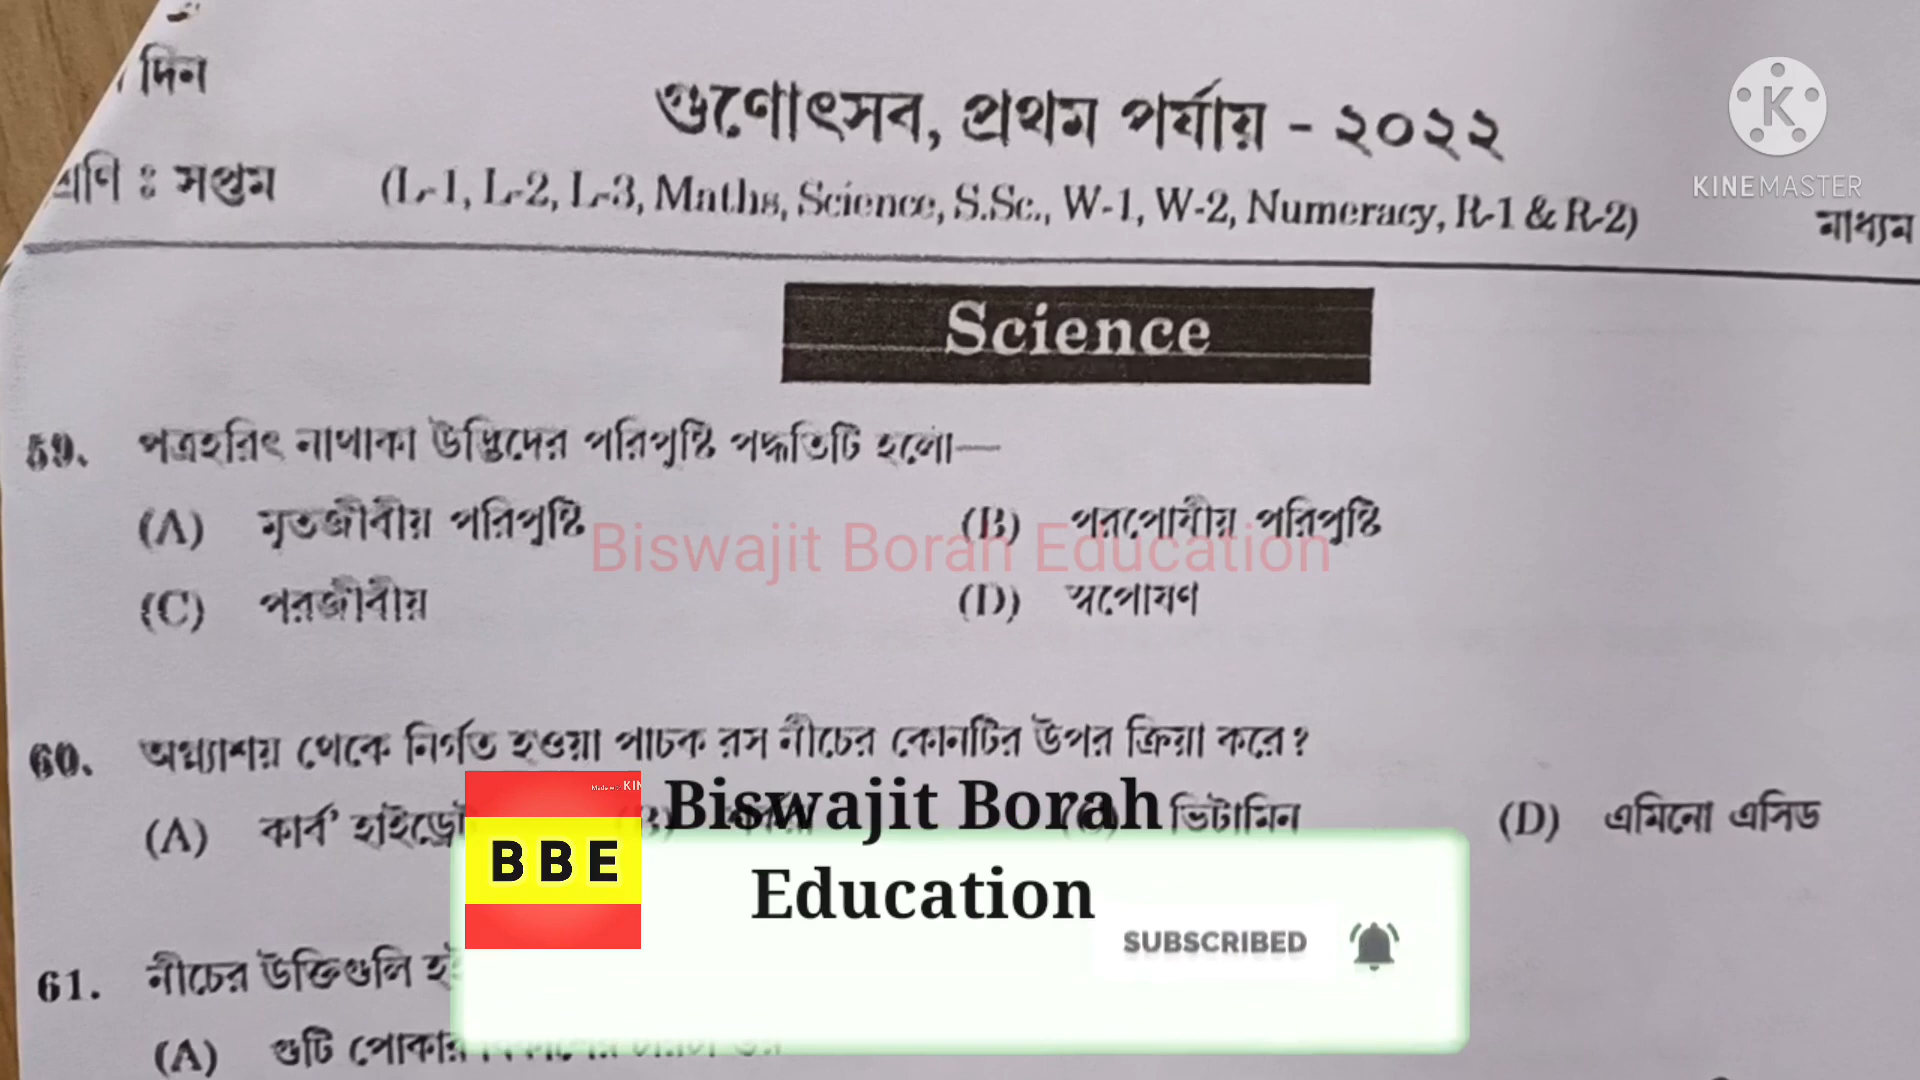 দিন
গুণোৎসব, প্রথম পর্যায় - ২০২২
KINEMASTER
শ্রেণি ঃ সপ্তম (L-1, L-2, L-3, Maths, Science, S.Sc., W-1, W-2, Numeracy, R-1 & R-2) মাধ্যম
Science
59. পত্রহরিৎ নাথাকা উদ্ভিদের পরিপুষ্টি পদ্ধতিটি হলো—
(A) মৃতজীবীয় পরিপুষ্টি (B) পরপোষীয় পরিপুষ্টি
Biswajit Borah Education
(C) পরজীবীয় (D) স্বপোষণ
60. অগ্ন্যাশয় থেকে নির্গত হওয়া পাচক রস নীচের কোনটির উপর ক্রিয়া করে?
(A) কার্ব' হাইড্রে (B) (C) ভিটামিন (D) এমিনো এসিড
Biswajit Borah
Education
BBE
SUBSCRIBED
61. নীচের উক্তিগুলি
(A) গুটি পোকার